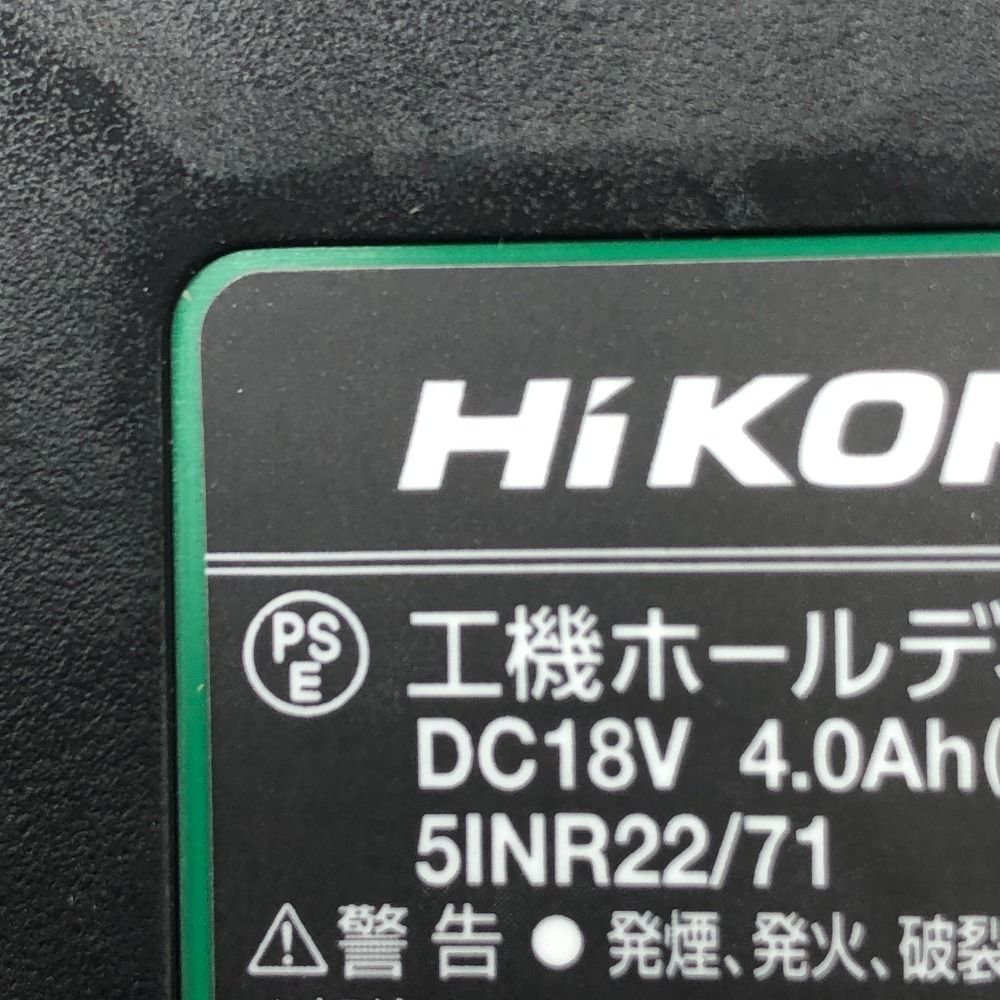 HiKO
PSE 工機ホールデ
DC18V 4.0Ah(
5INR22/71
⚠警告 ●発煙、発火、破裂